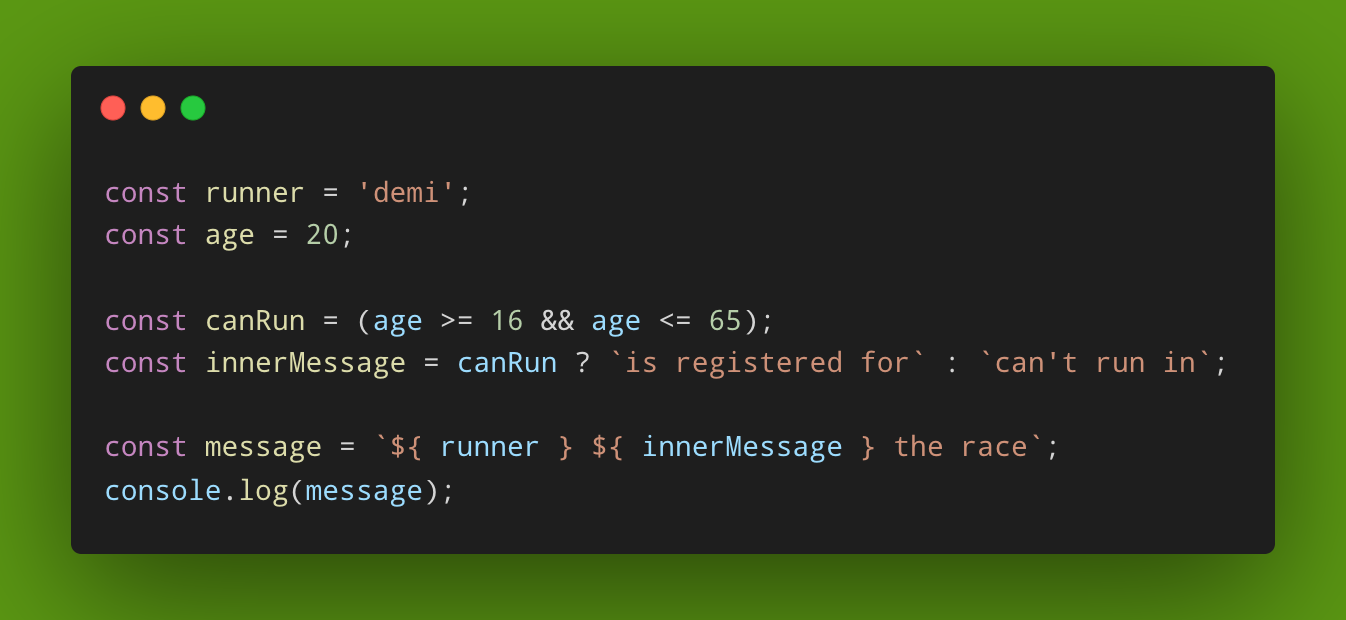 const runner = 'demi';
const age = 20;
const canRun = (age >= 16 && age <= 65);
const innerMessage = canRun ? `is registered for` : `can't run in`;
const message = `${ runner } ${ innerMessage } the race`;
console.log(message);